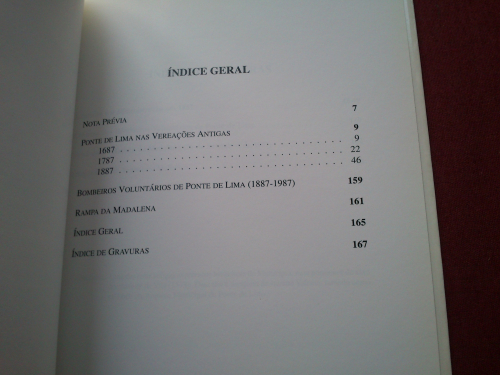 ÍNDICE GERAL
NOTA PRÉVIA 7
PONTE DE LIMA NAS VEREAÇÕES ANTIGAS 9
1687 . . . . . . . . . . . . . . . . . . . . . . . . . . . . . . 9
1787 . . . . . . . . . . . . . . . . . . . . . . . . . . . . . . 22
1887 . . . . . . . . . . . . . . . . . . . . . . . . . . . . . . 46
BOMBEIROS VOLUNTÁRIOS DE PONTE DE LIMA (1887-1987) 159
RAMPA DA MADALENA 161
ÍNDICE GERAL 165
ÍNDICE DE GRAVURAS 167